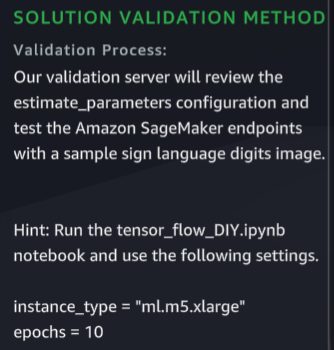 SOLUTION VALIDATION METHOD
Validation Process:
Our validation server will review the
estimate_parameters configuration and
test the Amazon SageMaker endpoints
with a sample sign language digits image.
Hint: Run the tensor_flow_DIY.ipynb
notebook and use the following settings.
instance_type = "ml.m5.xlarge"
epochs = 10